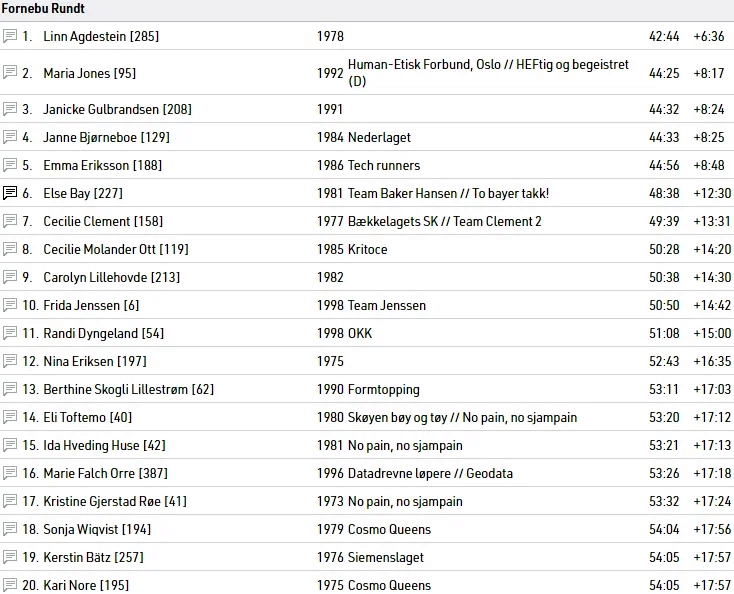 Fornebu Rundt
1. Linn Agdestein [285] 1978 42:44 +6:36
2. Maria Jones [95] 1992 Human-Etisk Forbund, Oslo // HEFtig og begeistret (D) 44:25 +8:17
3. Janicke Gulbrandsen [208] 1991 44:32 +8:24
4. Janne Bjørneboe [129] 1984 Nederlaget 44:33 +8:25
5. Emma Eriksson [188] 1986 Tech runners 44:56 +8:48
6. Else Bay [227] 1981 Team Baker Hansen // To bayer takk! 48:38 +12:30
7. Cecilie Clement [158] 1977 Bækkelagets SK // Team Clement 2 49:39 +13:31
8. Cecilie Molander Ott [119] 1985 Kritoce 50:28 +14:20
9. Carolyn Lillehovde [213] 1982 50:38 +14:30
10. Frida Jenssen [6] 1998 Team Jenssen 50:50 +14:42
11. Randi Dyngeland [54] 1998 OKK 51:08 +15:00
12. Nina Eriksen [197] 1975 52:43 +16:35
13. Berthine Skogli Lillestrøm [62] 1990 Formtopping 53:11 +17:03
14. Eli Toftemo [40] 1980 Skøyen bøy og tøy // No pain, no sjampain 53:20 +17:12
15. Ida Hveding Huse [42] 1981 No pain, no sjampain 53:21 +17:13
16. Marie Falch Orre [387] 1996 Datadrevne løpere // Geodata 53:26 +17:18
17. Kristine Gjerstad Røe [41] 1973 No pain, no sjampain 53:32 +17:24
18. Sonja Wiqvist [194] 1979 Cosmo Queens 54:04 +17:56
19. Kerstin Bätz [257] 1976 Siemenslaget 54:05 +17:57
20. Kari Nore [195] 1975 Cosmo Queens 54:05 +17:57